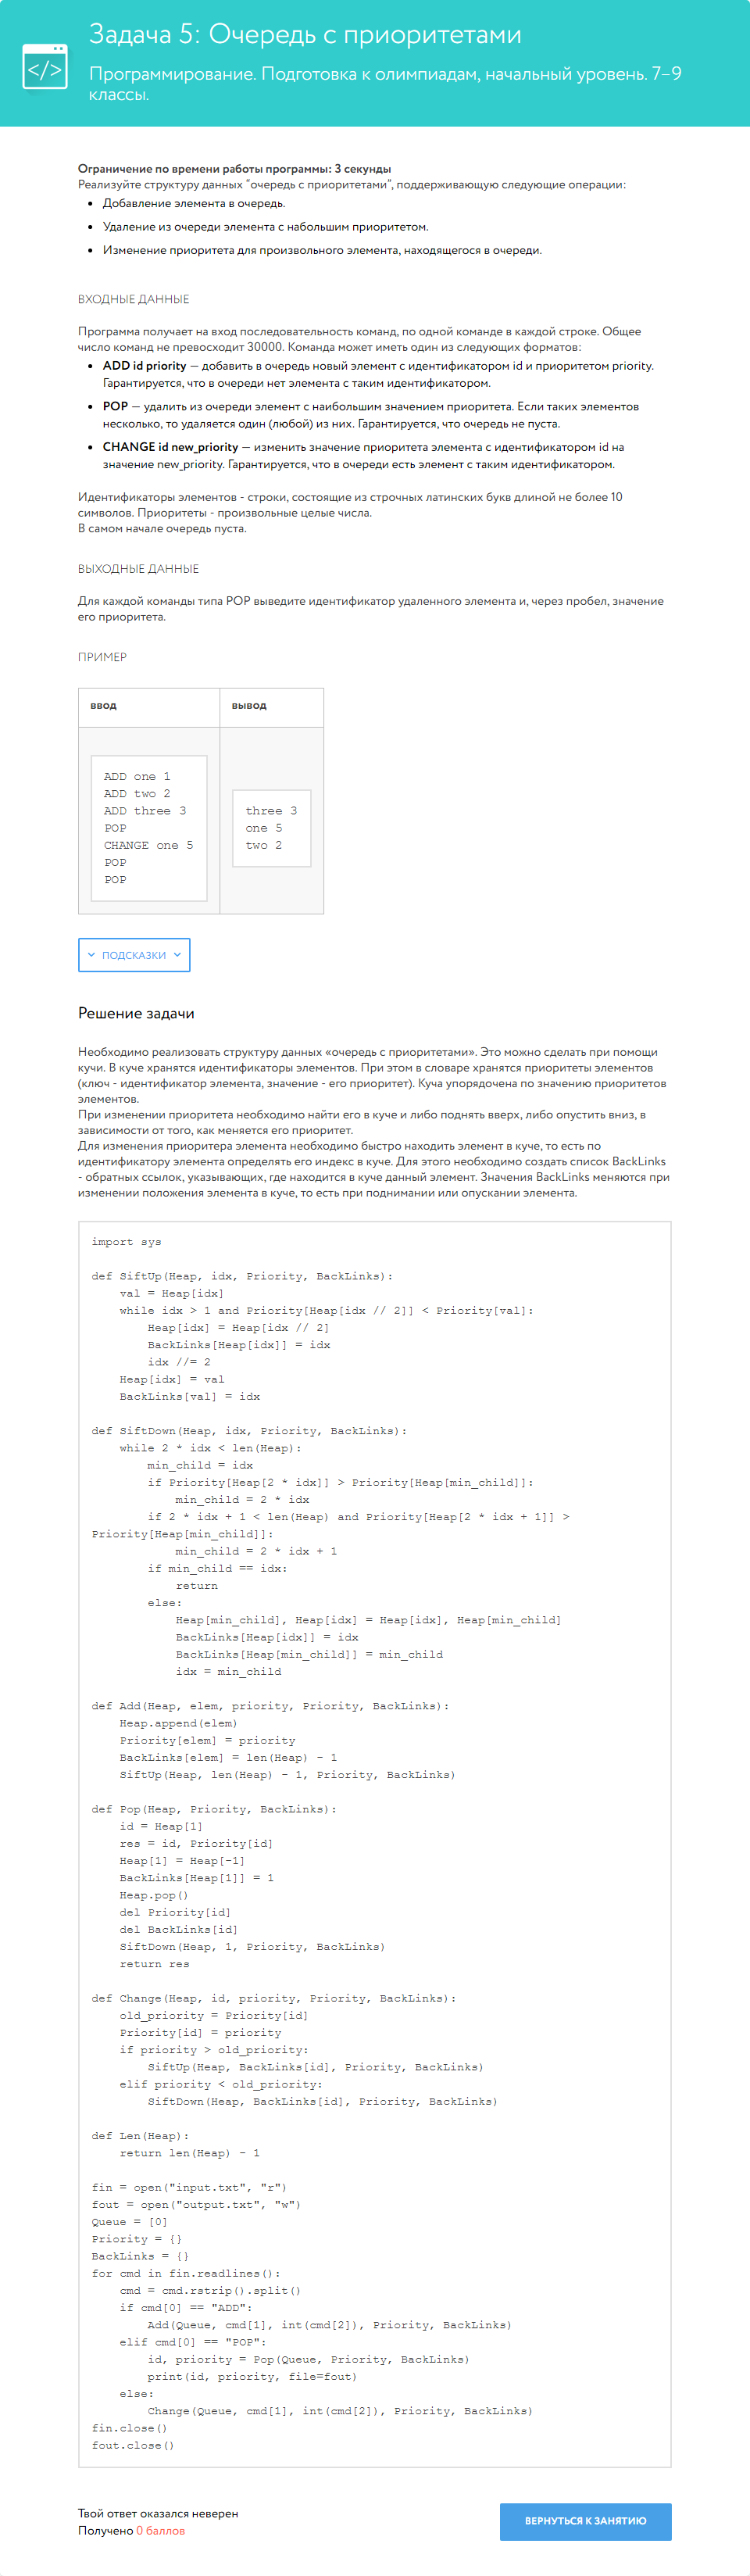 Задача 5: Очередь с приоритетами
Программирование. Подготовка к олимпиадам, начальный уровень. 7–9
классы.
</>
Ограничение по времени работы программы: 3 секунды
Реализуйте структуру данных “очередь с приоритетами”, поддерживающую следующие операции:
• Добавление элемента в очередь.
• Удаление из очереди элемента с набольшим приоритетом.
• Изменение приоритета для произвольного элемента, находящегося в очереди.
ВХОДНЫЕ ДАННЫЕ
Программа получает на вход последовательность команд, по одной команде в каждой строке. Общее
число команд не превосходит 30000. Команда может иметь один из следующих форматов:
• ADD id priority — добавить в очередь новый элемент с идентификатором id и приоритетом priority.
Гарантируется, что в очереди нет элемента с таким идентификатором.
• POP — удалить из очереди элемент с наибольшим значением приоритета. Если таких элементов
несколько, то удаляется один (любой) из них. Гарантируется, что очередь не пуста.
• CHANGE id new_priority — изменить значение приоритета элемента с идентификатором id на
значение new_priority. Гарантируется, что в очереди есть элемент с таким идентификатором.
Идентификаторы элементов - строки, состоящие из строчных латинских букв длиной не более 10
символов. Приоритеты - произвольные целые числа.
В самом начале очередь пуста.
ВЫХОДНЫЕ ДАННЫЕ
Для каждой команды типа POP выведите идентификатор удаленного элемента и, через пробел, значение
его приоритета.
ПРИМЕР
ввод вывод
ADD one 1
ADD two 2
ADD three 3
POP
CHANGE one 5
POP
POP
three 3
one 5
two 2
ПОДСКАЗКИ
Решение задачи
Необходимо реализовать структуру данных «очередь с приоритетами». Это можно сделать при помощи
кучи. В куче хранятся идентификаторы элементов. При этом в словаре хранятся приоритеты элементов
(ключ - идентификатор элемента, значение - его приоритет). Куча упорядочена по значению приоритетов
элементов.
При изменении приоритета необходимо найти его в куче и либо поднять вверх, либо опустить вниз, в
зависимости от того, как меняется его приоритет.
Для изменения приоритера элемента необходимо быстро находить элемент в куче, то есть по
идентификатору элемента определять его индекс в куче. Для этого необходимо создать список BackLinks
- обратных ссылок, указывающих, где находится в куче данный элемент. Значения BackLinks меняются при
изменении положения элемента в куче, то есть при поднимании или опускании элемента.
import sys
def SiftUp(Heap, idx, Priority, BackLinks):
    val = Heap[idx]
    while idx > 1 and Priority[Heap[idx // 2]] < Priority[val]:
        Heap[idx] = Heap[idx // 2]
        BackLinks[Heap[idx]] = idx
        idx //= 2
    Heap[idx] = val
    BackLinks[val] = idx
def SiftDown(Heap, idx, Priority, BackLinks):
    while 2 * idx < len(Heap):
        min_child = idx
        if Priority[Heap[2 * idx]] > Priority[Heap[min_child]]:
            min_child = 2 * idx
        if 2 * idx + 1 < len(Heap) and Priority[Heap[2 * idx + 1]] >
Priority[Heap[min_child]]:
            min_child = 2 * idx + 1
        if min_child == idx:
            return
        else:
            Heap[min_child], Heap[idx] = Heap[idx], Heap[min_child]
            BackLinks[Heap[idx]] = idx
            BackLinks[Heap[min_child]] = min_child
            idx = min_child
def Add(Heap, elem, priority, Priority, BackLinks):
    Heap.append(elem)
    Priority[elem] = priority
    BackLinks[elem] = len(Heap) - 1
    SiftUp(Heap, len(Heap) - 1, Priority, BackLinks)
def Pop(Heap, Priority, BackLinks):
    id = Heap[1]
    res = id, Priority[id]
    Heap[1] = Heap[-1]
    BackLinks[Heap[1]] = 1
    Heap.pop()
    del Priority[id]
    del BackLinks[id]
    SiftDown(Heap, 1, Priority, BackLinks)
    return res
def Change(Heap, id, priority, Priority, BackLinks):
    old_priority = Priority[id]
    Priority[id] = priority
    if priority > old_priority:
        SiftUp(Heap, BackLinks[id], Priority, BackLinks)
    elif priority < old_priority:
        SiftDown(Heap, BackLinks[id], Priority, BackLinks)
def Len(Heap):
    return len(Heap) - 1
fin = open("input.txt", "r")
fout = open("output.txt", "w")
Queue = [0]
Priority = {}
BackLinks = {}
for cmd in fin.readlines():
    cmd = cmd.rstrip().split()
    if cmd[0] == "ADD":
        Add(Queue, cmd[1], int(cmd[2]), Priority, BackLinks)
    elif cmd[0] == "POP":
        id, priority = Pop(Queue, Priority, BackLinks)
        print(id, priority, file=fout)
    else:
        Change(Queue, cmd[1], int(cmd[2]), Priority, BackLinks)
fin.close()
fout.close()
Твой ответ оказался неверен
Получено 0 баллов
ВЕРНУТЬСЯ К ЗАНЯТИЮ